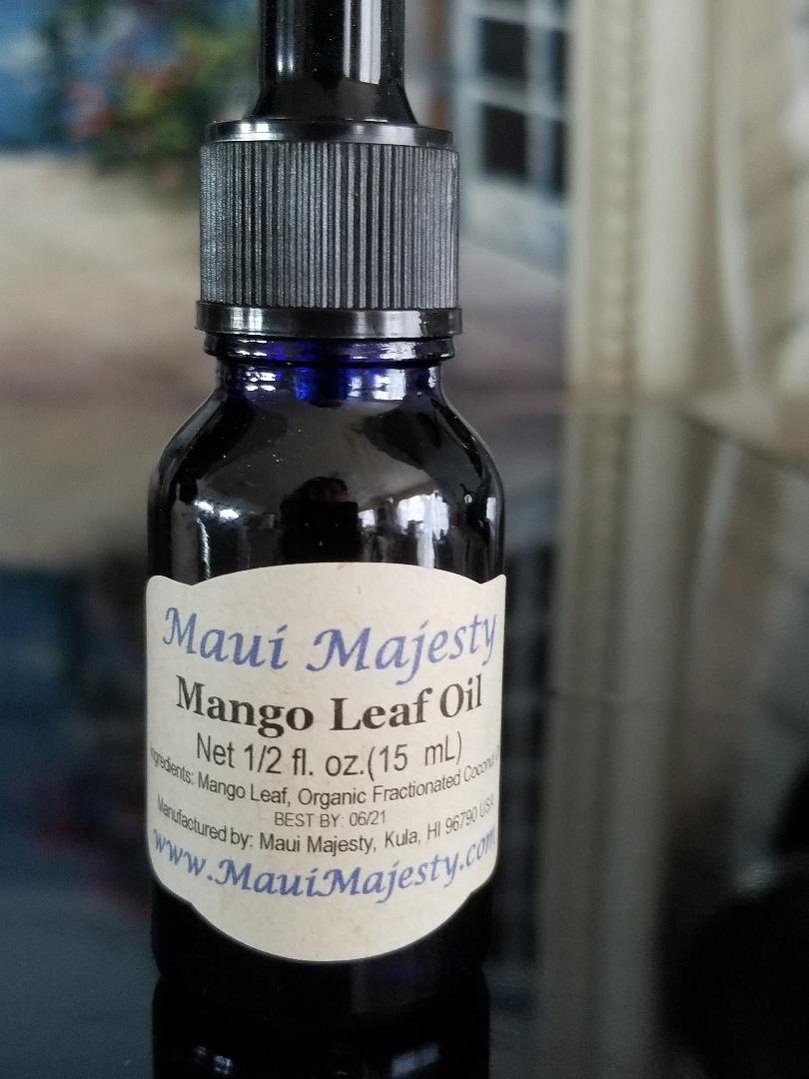 Maui Majesty
Mango Leaf Oil
Net 1/2 fl. oz.(15 mL)
Mango Leaf, Organic Fractionated Coconut
BEST BY: 06/21
Manufactured by: Maui Majesty, Kula, HI 96790 USA
www.MauiMajesty.com